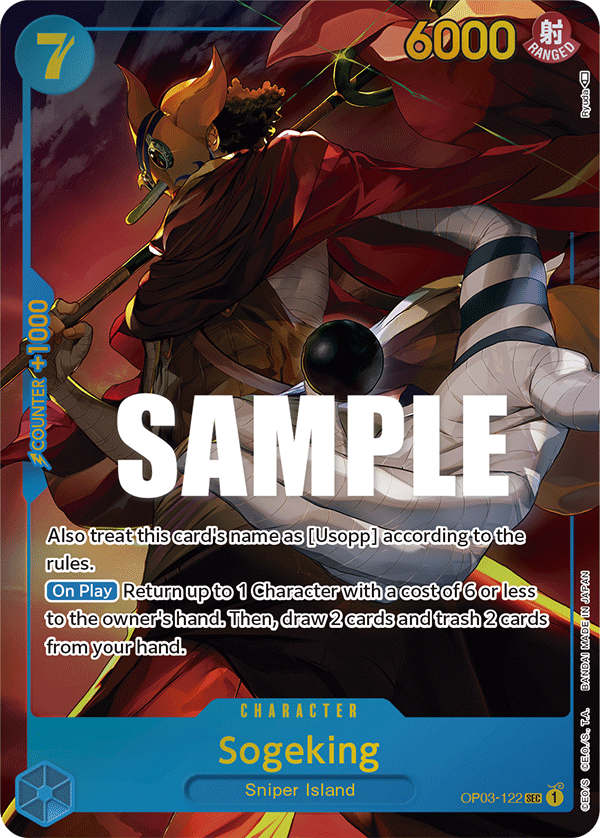 7
6000
射
RANGED
Ryuda
COUNTER +1000
SAMPLE
Also treat this card's name as [Usopp] according to the
rules.
On Play Return up to 1 Character with a cost of 6 or less
to the owner's hand. Then, draw 2 cards and trash 2 cards
from your hand.
CHARACTER
Sogeking
Sniper Island
OP03-122 SEC 1
©EO/S ©E.O./S., T.A. BANDAI MADE IN JAPAN